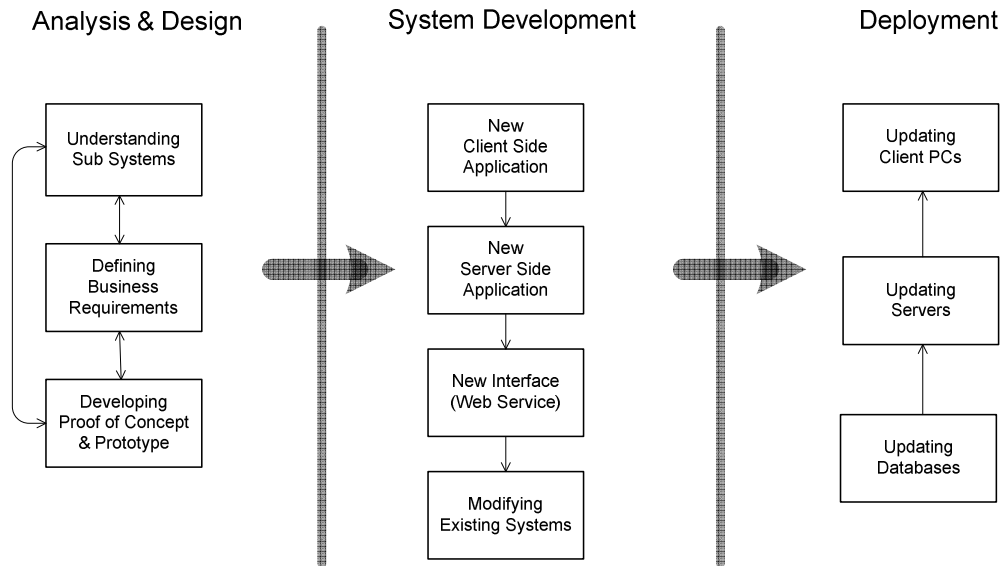 Analysis & Design
System Development
Deployment
Understanding
Sub Systems
Defining
Business
Requirements
Developing
Proof of Concept
& Prototype
New
Client Side
Application
New
Server Side
Application
New Interface
(Web Service)
Modifying
Existing Systems
Updating
Client PCs
Updating
Servers
Updating
Databases